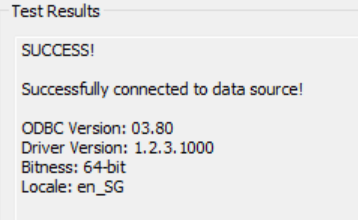 Test Results
SUCCESS!
Successfully connected to data source!
ODBC Version: 03.80
Driver Version: 1.2.3.1000
Bitness: 64-bit
Locale: en_SG